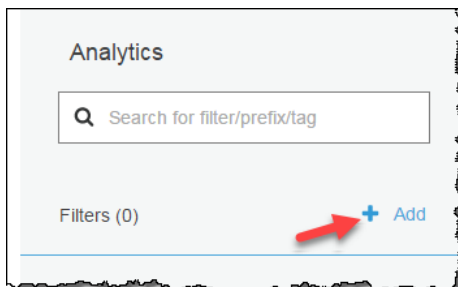 Analytics
Search for filter/prefix/tag
Filters (0)
+ Add